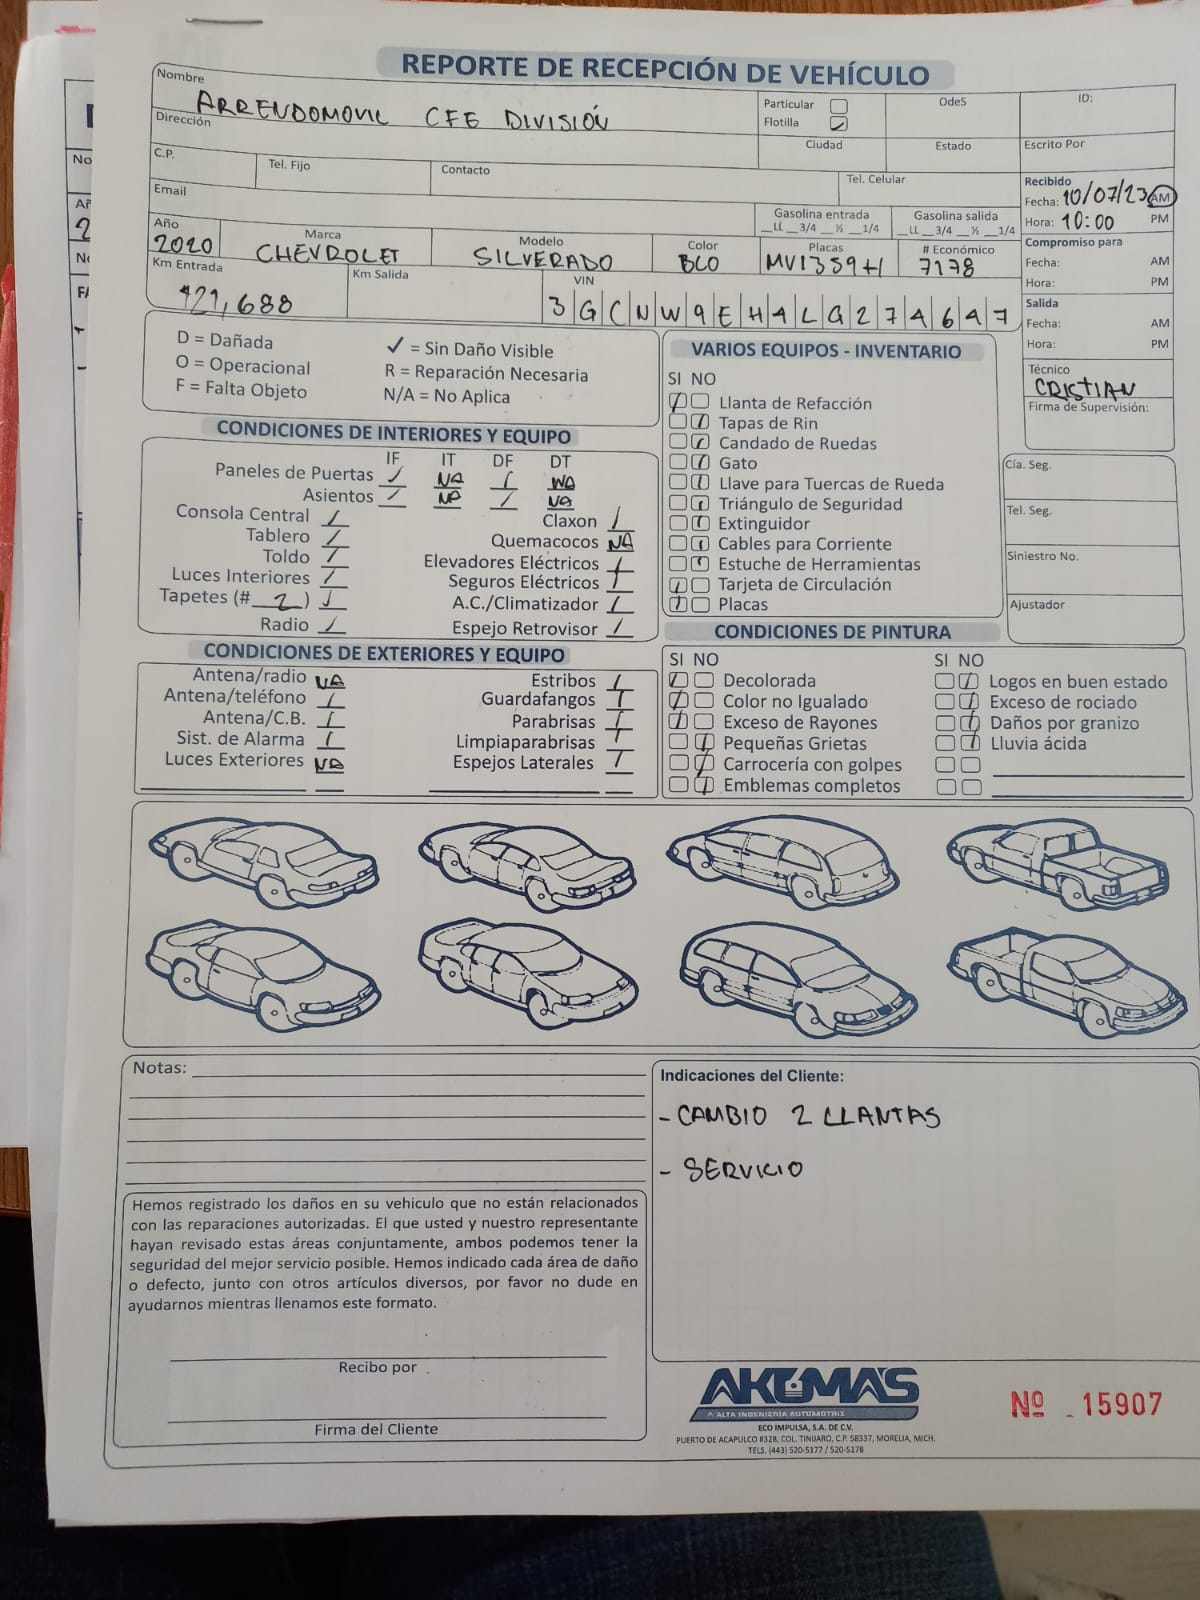 REPORTE DE RECEPCIÓN DE VEHÍCULO
Nombre
ARRENDOMOVIL CFE DIVISIÓN
Particular
Flotilla
OdeS
ID:
Dirección
Ciudad
Estado
Escrito Por
C.P.
Tel. Fijo
Contacto
Tel. Celular
Email
Recibido
Fecha: 10/07/23 AM
Hora: 10:00 PM
Gasolina entrada
__LL __3/4 __½ __1/4
Gasolina salida
__LL __3/4 __½ __1/4
Año
2020
Marca
CHEVROLET
Modelo
SILVERADO
Color
BCO
Placas
MV1359H
# Económico
7178
Compromiso para
Fecha: AM
Hora: PM
Km Entrada
121,688
Km Salida
VIN
3GCNW9EH4LG274647
Salida
Fecha: AM
Hora: PM
Técnico
CRISTIAN
Firma de Supervisión:
D = Dañada
O = Operacional
F = Falta Objeto
✓ = Sin Daño Visible
R = Reparación Necesaria
N/A = No Aplica
VARIOS EQUIPOS - INVENTARIO
SI NO
Llanta de Refacción
Tapas de Rin
Candado de Ruedas
Gato
Llave para Tuercas de Rueda
Triángulo de Seguridad
Extinguidor
Cables para Corriente
Estuche de Herramientas
Tarjeta de Circulación
Placas
Cía. Seg.
Tel. Seg.
Siniestro No.
Ajustador
CONDICIONES DE INTERIORES Y EQUIPO
IF IT DF DT
Paneles de Puertas ✓ NA ✓ NA
Asientos ✓ NA ✓ NA
Consola Central ✓
Tablero ✓
Toldo ✓
Luces Interiores ✓
Tapetes (# 2 ) ✓
Radio ✓
Claxon ✓
Quemacocos NA
Elevadores Eléctricos ✓
Seguros Eléctricos ✓
A.C./Climatizador ✓
Espejo Retrovisor ✓
CONDICIONES DE EXTERIORES Y EQUIPO
Antena/radio NA
Antena/teléfono ✓
Antena/C.B. ✓
Sist. de Alarma ✓
Luces Exteriores NA
Estribos ✓
Guardafangos ✓
Parabrisas ✓
Limpiaparabrisas ✓
Espejos Laterales ✓
CONDICIONES DE PINTURA
SI NO
Decolorada
Color no Igualado
Exceso de Rayones
Pequeñas Grietas
Carrocería con golpes
Emblemas completos
SI NO
Logos en buen estado
Exceso de rociado
Daños por granizo
Lluvia ácida
Notas:
Indicaciones del Cliente:
- CAMBIO 2 LLANTAS
- SERVICIO
Hemos registrado los daños en su vehiculo que no están relacionados
con las reparaciones autorizadas. El que usted y nuestro representante
hayan revisado estas áreas conjuntamente, ambos podemos tener la
seguridad del mejor servicio posible. Hemos indicado cada área de daño
o defecto, junto con otros artículos diversos, por favor no dude en
ayudarnos mientras llenamos este formato.
Recibo por
Firma del Cliente
AKUMA'S
ALTA INGENIERÍA AUTOMOTRIZ
ECO IMPULSA, S.A. DE C.V.
PUERTO DE ACAPULCO #328, COL. TINIJARO, C.P. 58337, MORELIA, MICH.
TELS. (443) 520-5177 / 520-5178
Nº 15907